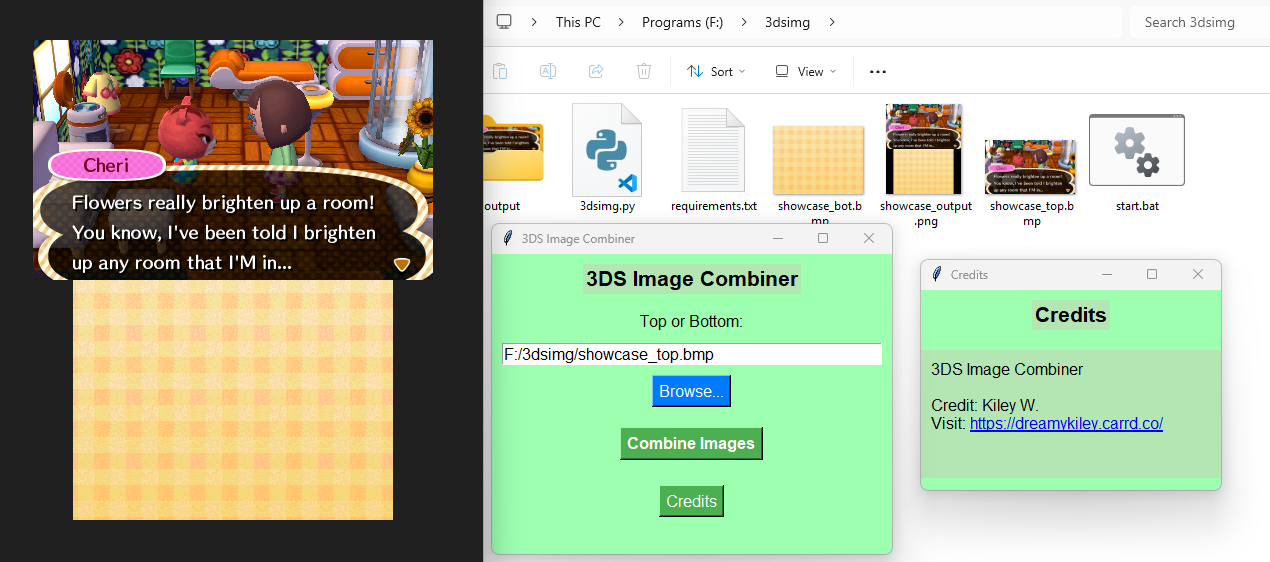 This PC
Programs (F:)
3dsimg
Search 3dsimg
Sort
View
output
3dsimg.py
requirements.txt
showcase_bot.b
mp
showcase_output
.png
showcase_top.b
mp
start.bat
Cheri
Flowers really brighten up a room!
You know, I've been told I brighten
up any room that I'M in...
3DS Image Combiner
3DS Image Combiner
Top or Bottom:
F:/3dsimg/showcase_top.bmp
Browse...
Combine Images
Credits
Credits
Credits
3DS Image Combiner
Credit: Kiley W.
Visit: https://dreamykiley.carrd.co/